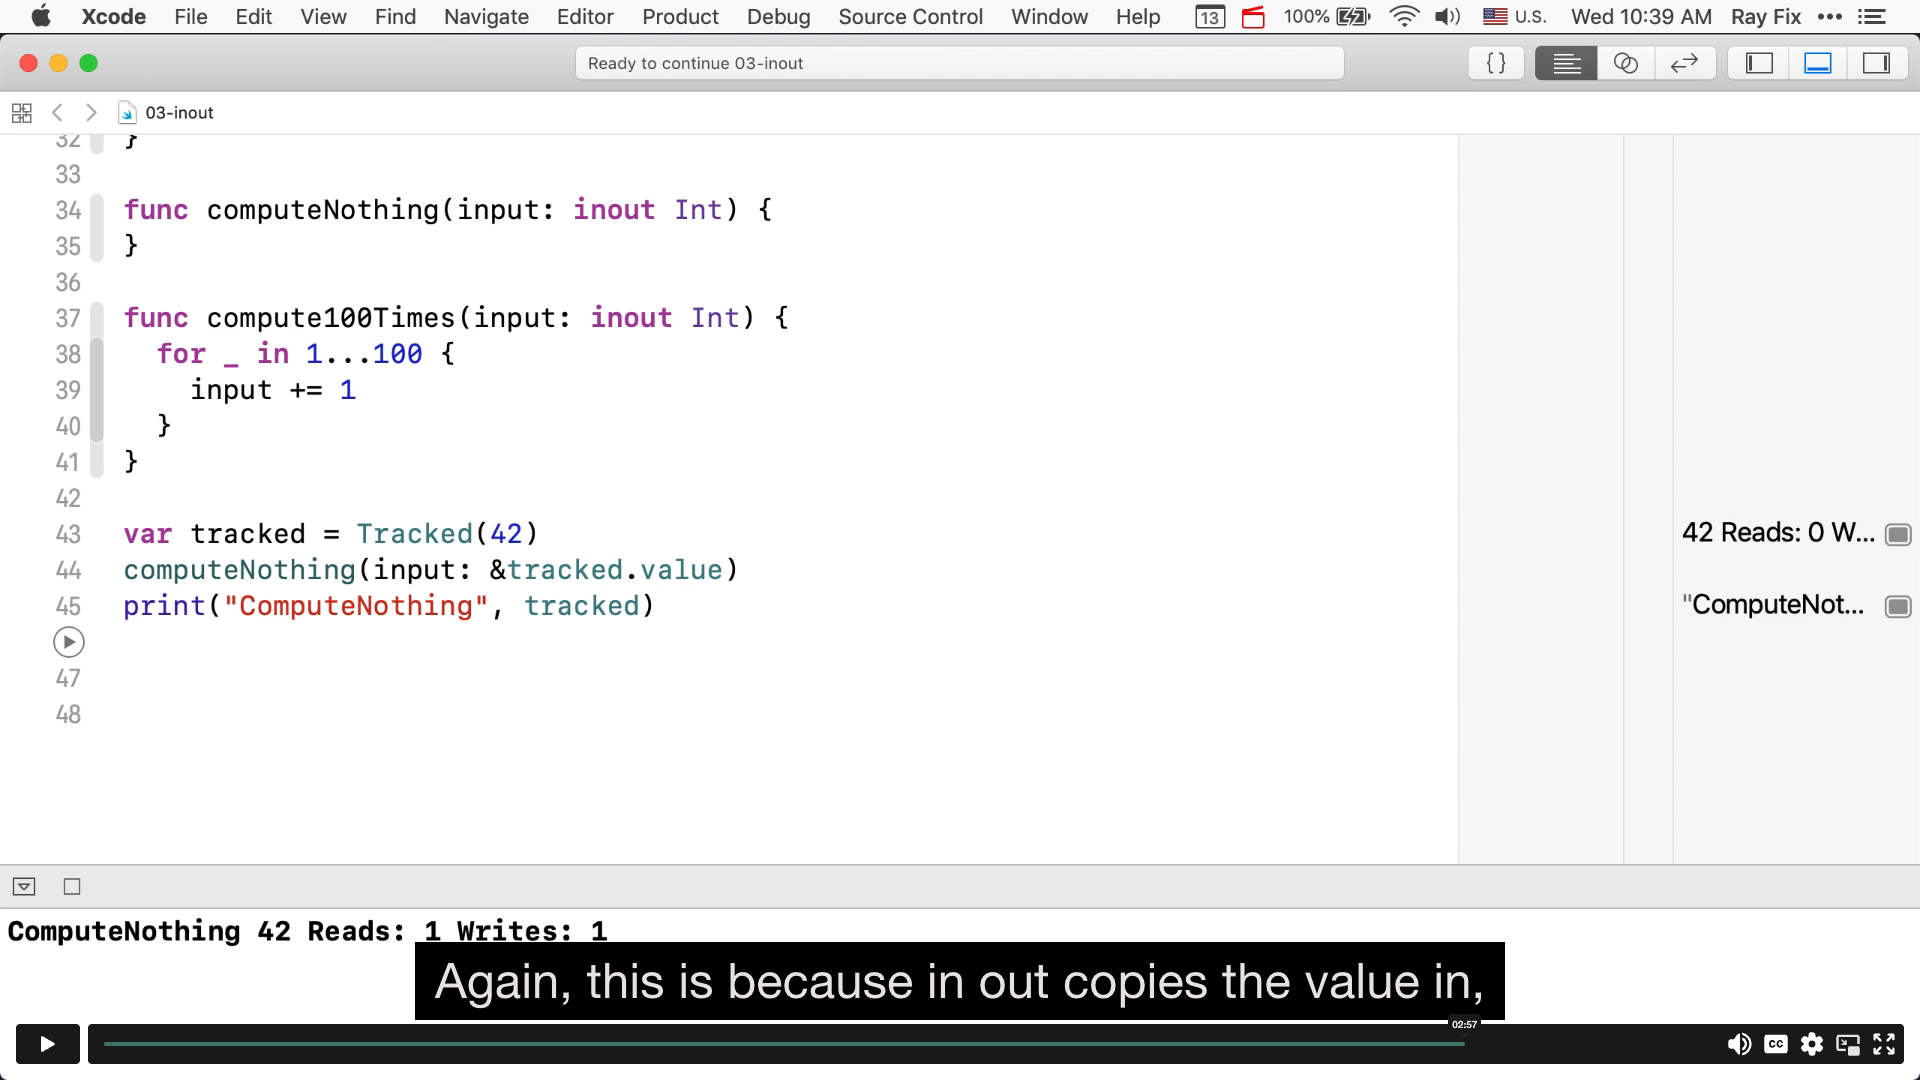 Xcode File Edit View Find Navigate Editor Product Debug Source Control Window Help 13 100% U.S. Wed 10:39 AM Ray Fix
Ready to continue 03-inout
{}
03-inout
32 }
33
34 func computeNothing(input: inout Int) {
35 }
36
37 func compute100Times(input: inout Int) {
38 for _ in 1...100 {
39 input += 1
40 }
41 }
42
43 var tracked = Tracked(42) 42 Reads: 0 W...
44 computeNothing(input: &tracked.value)
45 print("ComputeNothing", tracked) "ComputeNot...
47
48
ComputeNothing 42 Reads: 1 Writes: 1
Again, this is because in out copies the value in,
02:57
CC